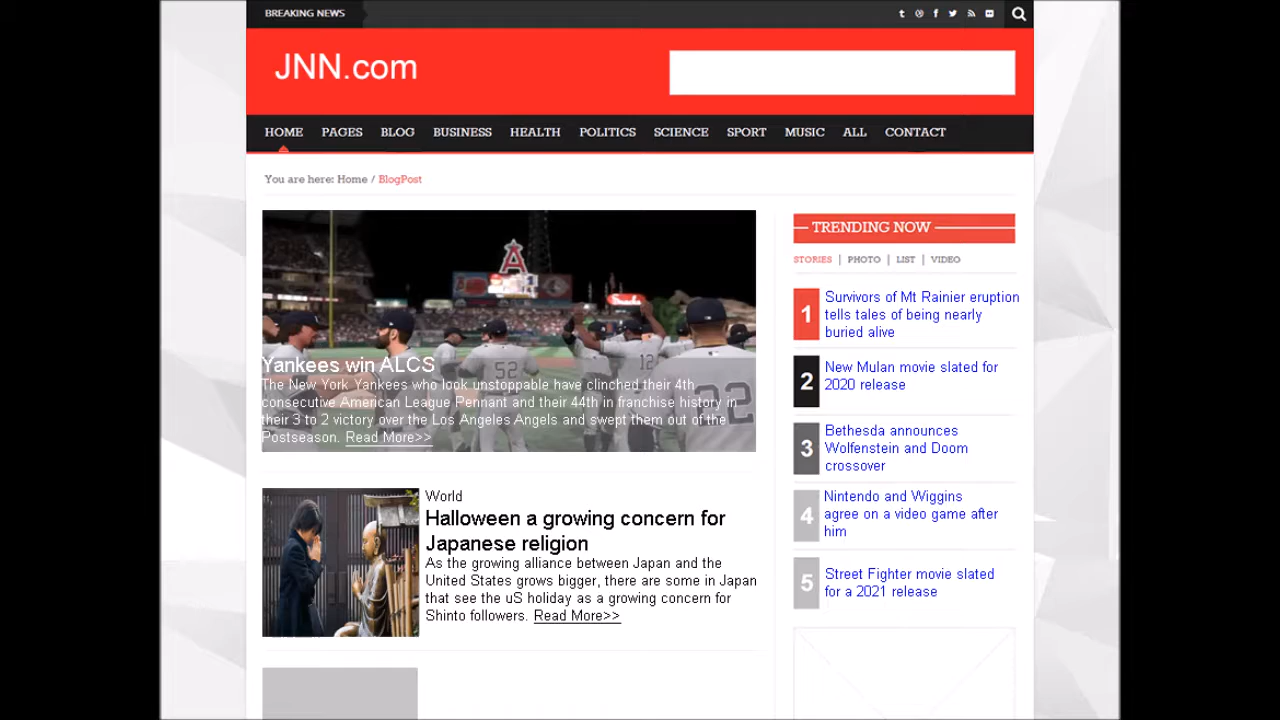 BREAKING NEWS
JNN.com
HOME PAGES BLOG BUSINESS HEALTH POLITICS SCIENCE SPORT MUSIC ALL CONTACT
You are here: Home / BlogPost
Yankees win ALCS
The New York Yankees who look unstoppable have clinched their 4th
consecutive American League Pennant and their 44th in franchise history in
their 3 to 2 victory over the Los Angeles Angels and swept them out of the
Postseason. Read More>>
52
12
22
A
World
Halloween a growing concern for
Japanese religion
As the growing alliance between Japan and the
United States grows bigger, there are some in Japan
that see the uS holiday as a growing concern for
Shinto followers. Read More>>
TRENDING NOW
STORIES | PHOTO | LIST | VIDEO
1
Survivors of Mt Rainier eruption
tells tales of being nearly
buried alive
2
New Mulan movie slated for
2020 release
3
Bethesda announces
Wolfenstein and Doom
crossover
4
Nintendo and Wiggins
agree on a video game after
him
5
Street Fighter movie slated
for a 2021 release